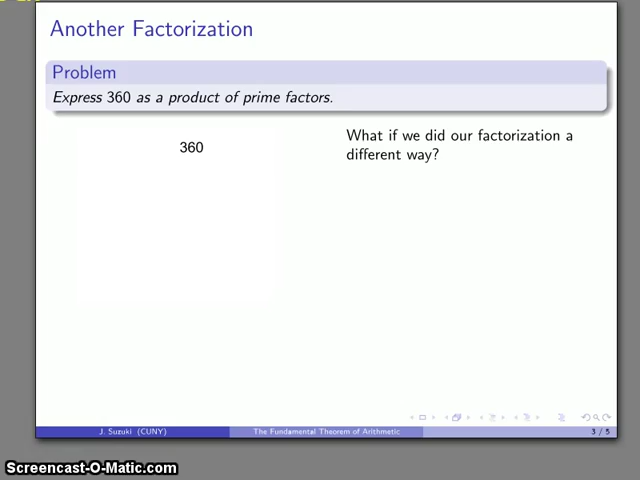 Another Factorization
Problem
Express 360 as a product of prime factors.
360
What if we did our factorization a
different way?
J. Suzuki (CUNY)
The Fundamental Theorem of Arithmetic
3 / 5
Screencast-O-Matic.com